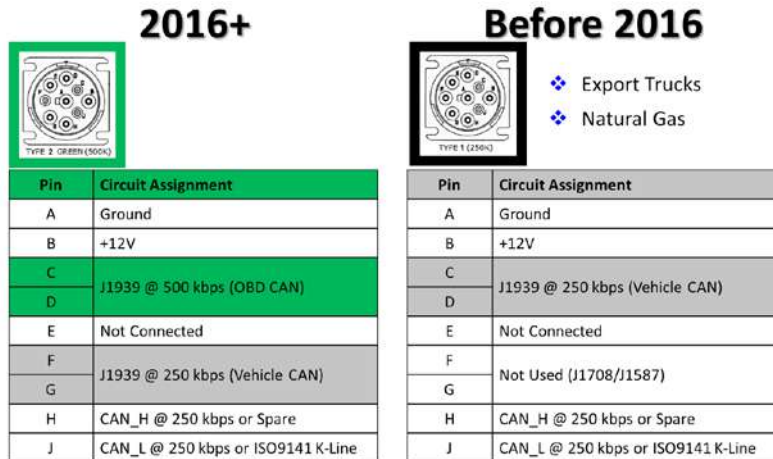 2016+
TYPE 2 GREEN (500K)
Pin Circuit Assignment
A Ground
B +12V
C
D
J1939 @ 500 kbps (OBD CAN)
E Not Connected
F
G
J1939 @ 250 kbps (Vehicle CAN)
H CAN_H @ 250 kbps or Spare
J CAN_L @ 250 kbps or ISO9141 K-Line
Before 2016
TYPE 1 (250K)
Export Trucks
Natural Gas
Pin Circuit Assignment
A Ground
B +12V
C
D
J1939 @ 250 kbps (Vehicle CAN)
E Not Connected
F
G
Not Used (J1708/J1587)
H CAN_H @ 250 kbps or Spare
J CAN_L @ 250 kbps or ISO9141 K-Line